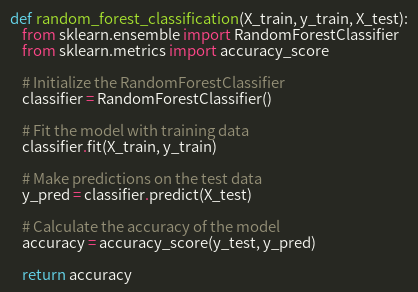 def random_forest_classification(X_train, y_train, X_test):
    from sklearn.ensemble import RandomForestClassifier
    from sklearn.metrics import accuracy_score

    # Initialize the RandomForestClassifier
    classifier = RandomForestClassifier()

    # Fit the model with training data
    classifier.fit(X_train, y_train)

    # Make predictions on the test data
    y_pred = classifier.predict(X_test)

    # Calculate the accuracy of the model
    accuracy = accuracy_score(y_test, y_pred)

    return accuracy